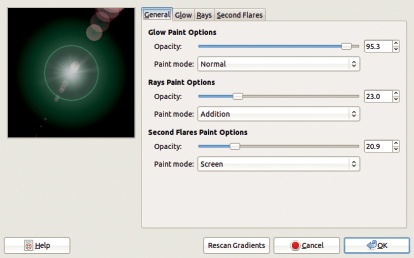 General Glow Rays Second Flares
Glow Paint Options
Opacity: 95.3
Paint mode: Normal
Rays Paint Options
Opacity: 23.0
Paint mode: Addition
Second Flares Paint Options
Opacity: 20.9
Paint mode: Screen
Help Rescan Gradients Cancel OK